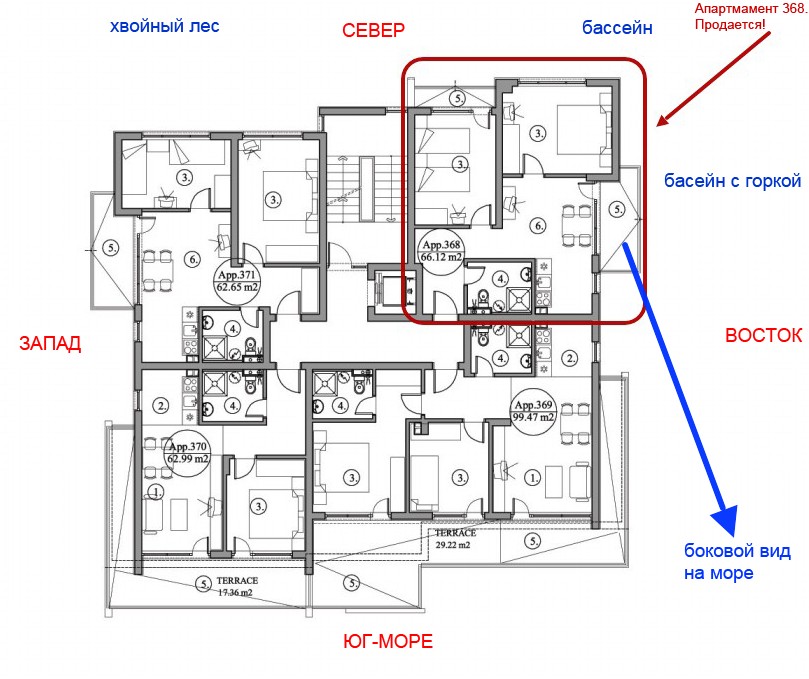 Апартмамент 368.
Продается!
хвойный лес
СЕВЕР
бассейн
5.
3.
3.
3.
3.
басейн с горкой
5.
5.
6.
6.
App.368
66.12 m2
App.371
62.65 m2
4.
4.
ЗАПАД
ВОСТОК
4.
2.
2.
4.
4.
App.369
99.47 m2
App.370
62.99 m2
1.
3.
3.
1.
3.
TERRACE
29.22 m2
5.
боковой вид
на море
5.
TERRACE
17.36 m2
5.
ЮГ-МОРЕ